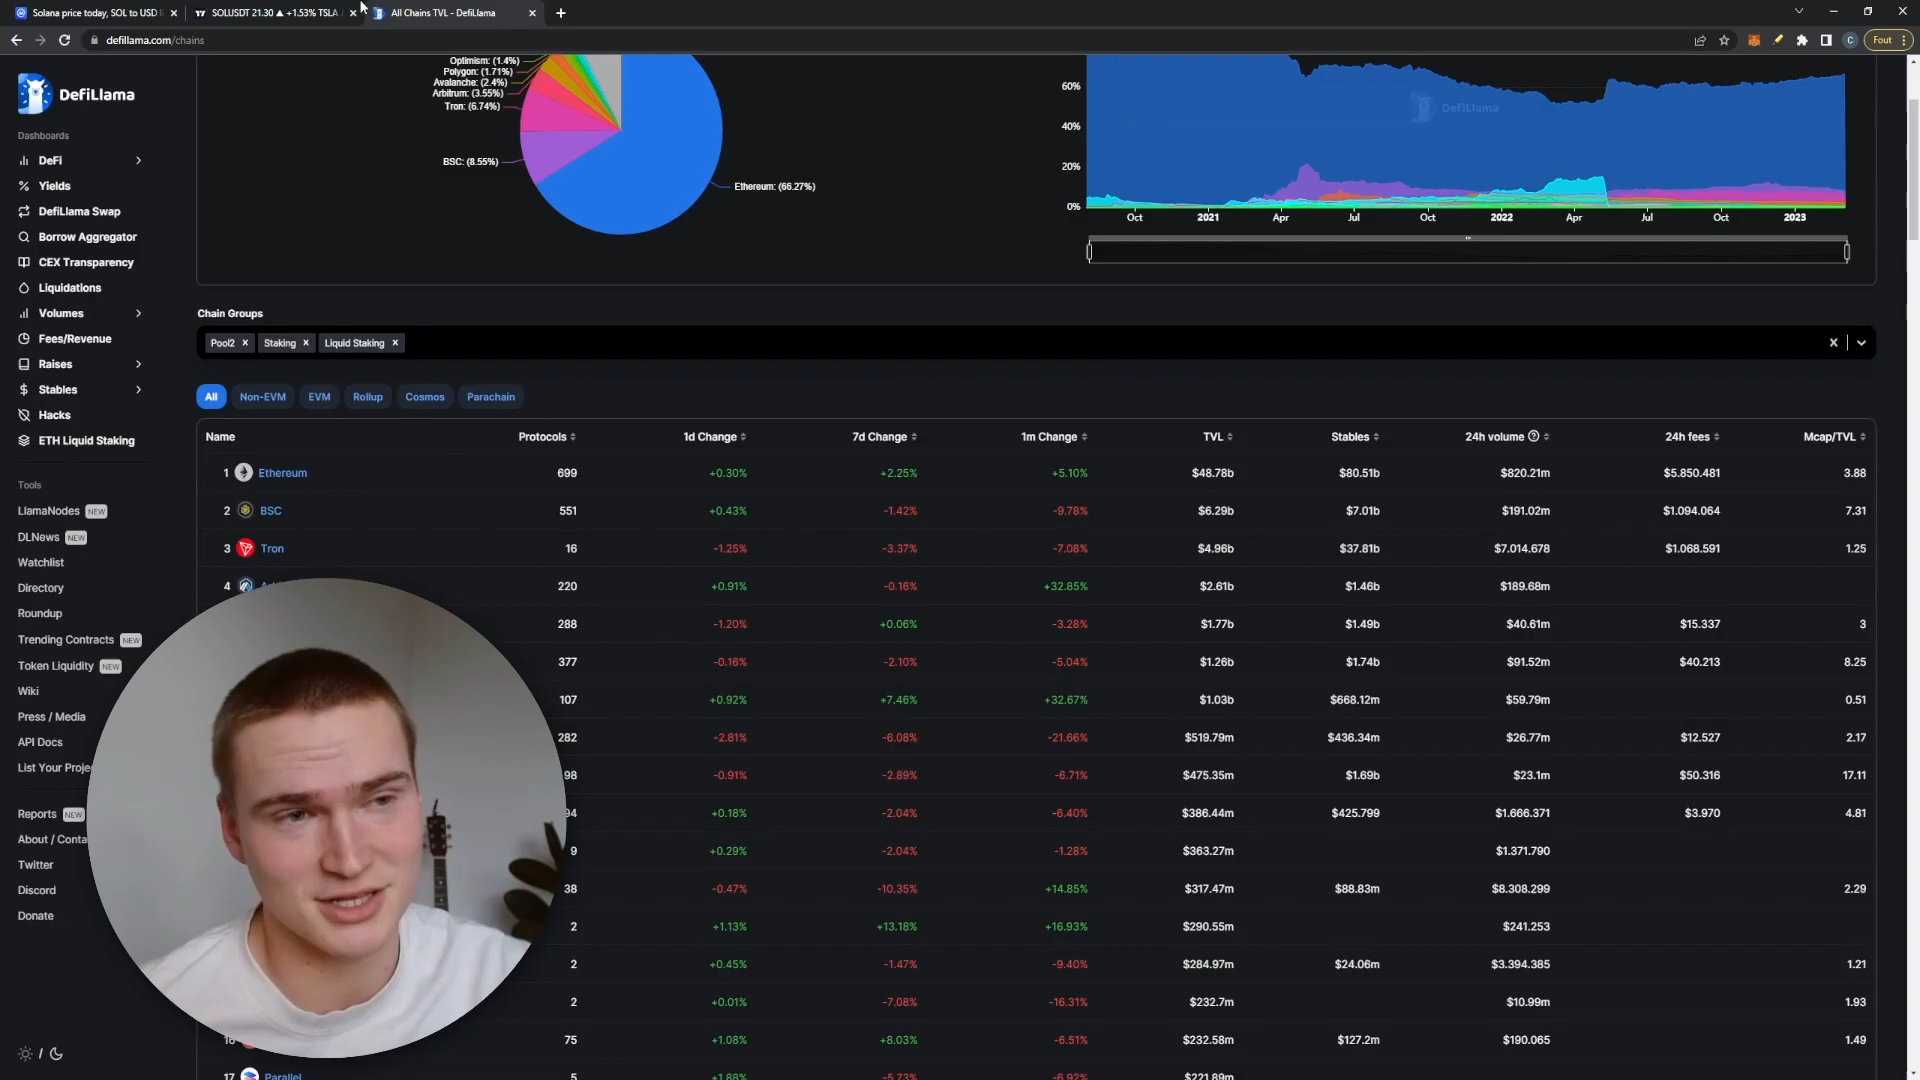 Solana price today, SOL to USD li
SOLUSDT 21.30 ▲ +1.53% TSLA
All Chains TVL - DefiLlama
defillama.com/chains
Fout
DefiLlama
Dashboards
DeFi
Yields
DefiLlama Swap
Borrow Aggregator
CEX Transparency
Liquidations
Volumes
Fees/Revenue
Raises
Stables
Hacks
ETH Liquid Staking
Tools
LlamaNodes NEW
DLNews NEW
Watchlist
Directory
Roundup
Trending Contracts NEW
Token Liquidity NEW
Wiki
Press / Media
API Docs
List Your Proje
Reports NEW
About / Conta
Twitter
Discord
Donate
Optimism: (1.4%)
Polygon: (1.71%)
Avalanche: (2.4%)
Arbitrum: (3.55%)
Tron: (6.74%)
BSC: (8.55%)
Ethereum: (66.27%)
60%
40%
20%
0%
DefiLlama
Oct 2021 Apr Jul Oct 2022 Apr Jul Oct 2023
Chain Groups
Pool2 × Staking × Liquid Staking ×
All Non-EVM EVM Rollup Cosmos Parachain
Name Protocols 1d Change 7d Change 1m Change TVL Stables 24h volume 24h fees Mcap/TVL
1 Ethereum 699 +0.30% +2.25% +5.10% $48.78b $80.51b $820.21m $5.850.481 3.88
2 BSC 551 +0.43% -1.42% -9.78% $6.29b $7.01b $191.02m $1.094.064 7.31
3 Tron 16 -1.25% -3.37% -7.08% $4.96b $37.81b $7.014.678 $1.068.591 1.25
4 220 +0.91% -0.16% +32.85% $2.61b $1.46b $189.68m
288 -1.20% +0.06% -3.28% $1.77b $1.49b $40.61m $15.337 3
377 -0.16% -2.10% -5.04% $1.26b $1.74b $91.52m $40.213 8.25
107 +0.92% +7.46% +32.67% $1.03b $668.12m $59.79m 0.51
282 -2.81% -6.08% -21.66% $519.79m $436.34m $26.77m $12.527 2.17
98 -0.91% -2.89% -6.71% $475.35m $1.69b $23.1m $50.316 17.11
94 +0.18% -2.04% -6.40% $386.44m $425.799 $1.666.371 $3.970 4.81
9 +0.29% -2.04% -1.28% $363.27m $1.371.790
38 -0.47% -10.35% +14.85% $317.47m $88.83m $8.308.299 2.29
2 +1.13% +13.18% +16.93% $290.55m $241.253
2 +0.45% -1.47% -9.40% $284.97m $24.06m $3.394.385 1.21
2 +0.01% -7.08% -16.31% $232.7m $10.99m 1.93
16 75 +1.08% +8.03% -6.51% $232.58m $127.2m $190.065 1.49
17 Parallel 5 +1.88% -5.73% -6.92% $221.89m